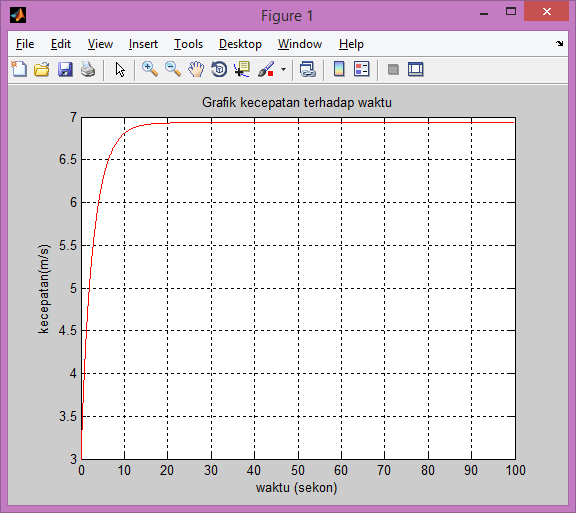 Figure 1
File Edit View Insert Tools Desktop Window Help
Grafik kecepatan terhadap waktu
7
6.5
6
5.5
5
4.5
4
3.5
3
kecepatan(m/s)
0 10 20 30 40 50 60 70 80 90 100
waktu (sekon)